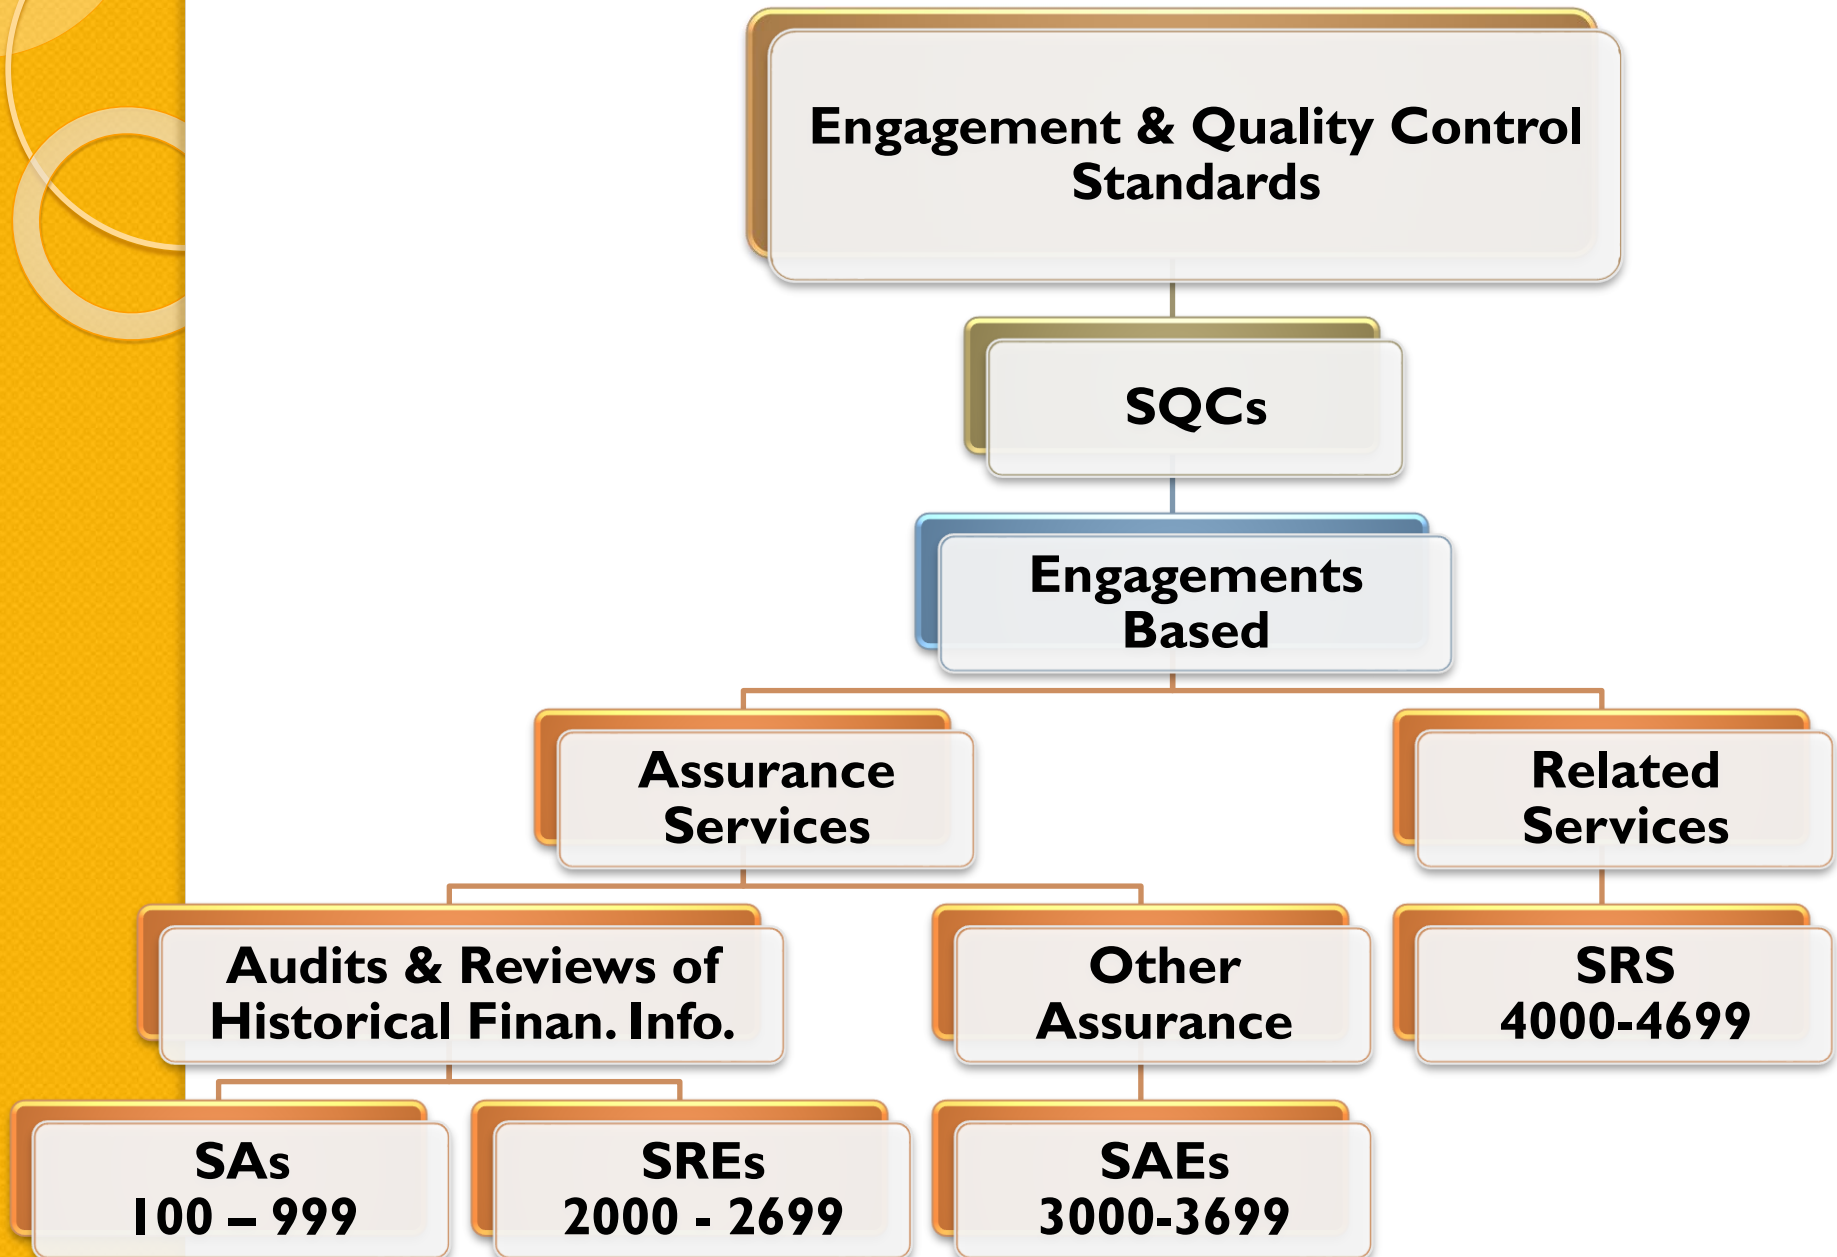 Engagement & Quality Control
Standards
SQCs
Engagements
Based
Assurance
Services
Related
Services
Audits & Reviews of
Historical Finan. Info.
Other
Assurance
SRS
4000-4699
SAs
100 – 999
SREs
2000 - 2699
SAEs
3000-3699